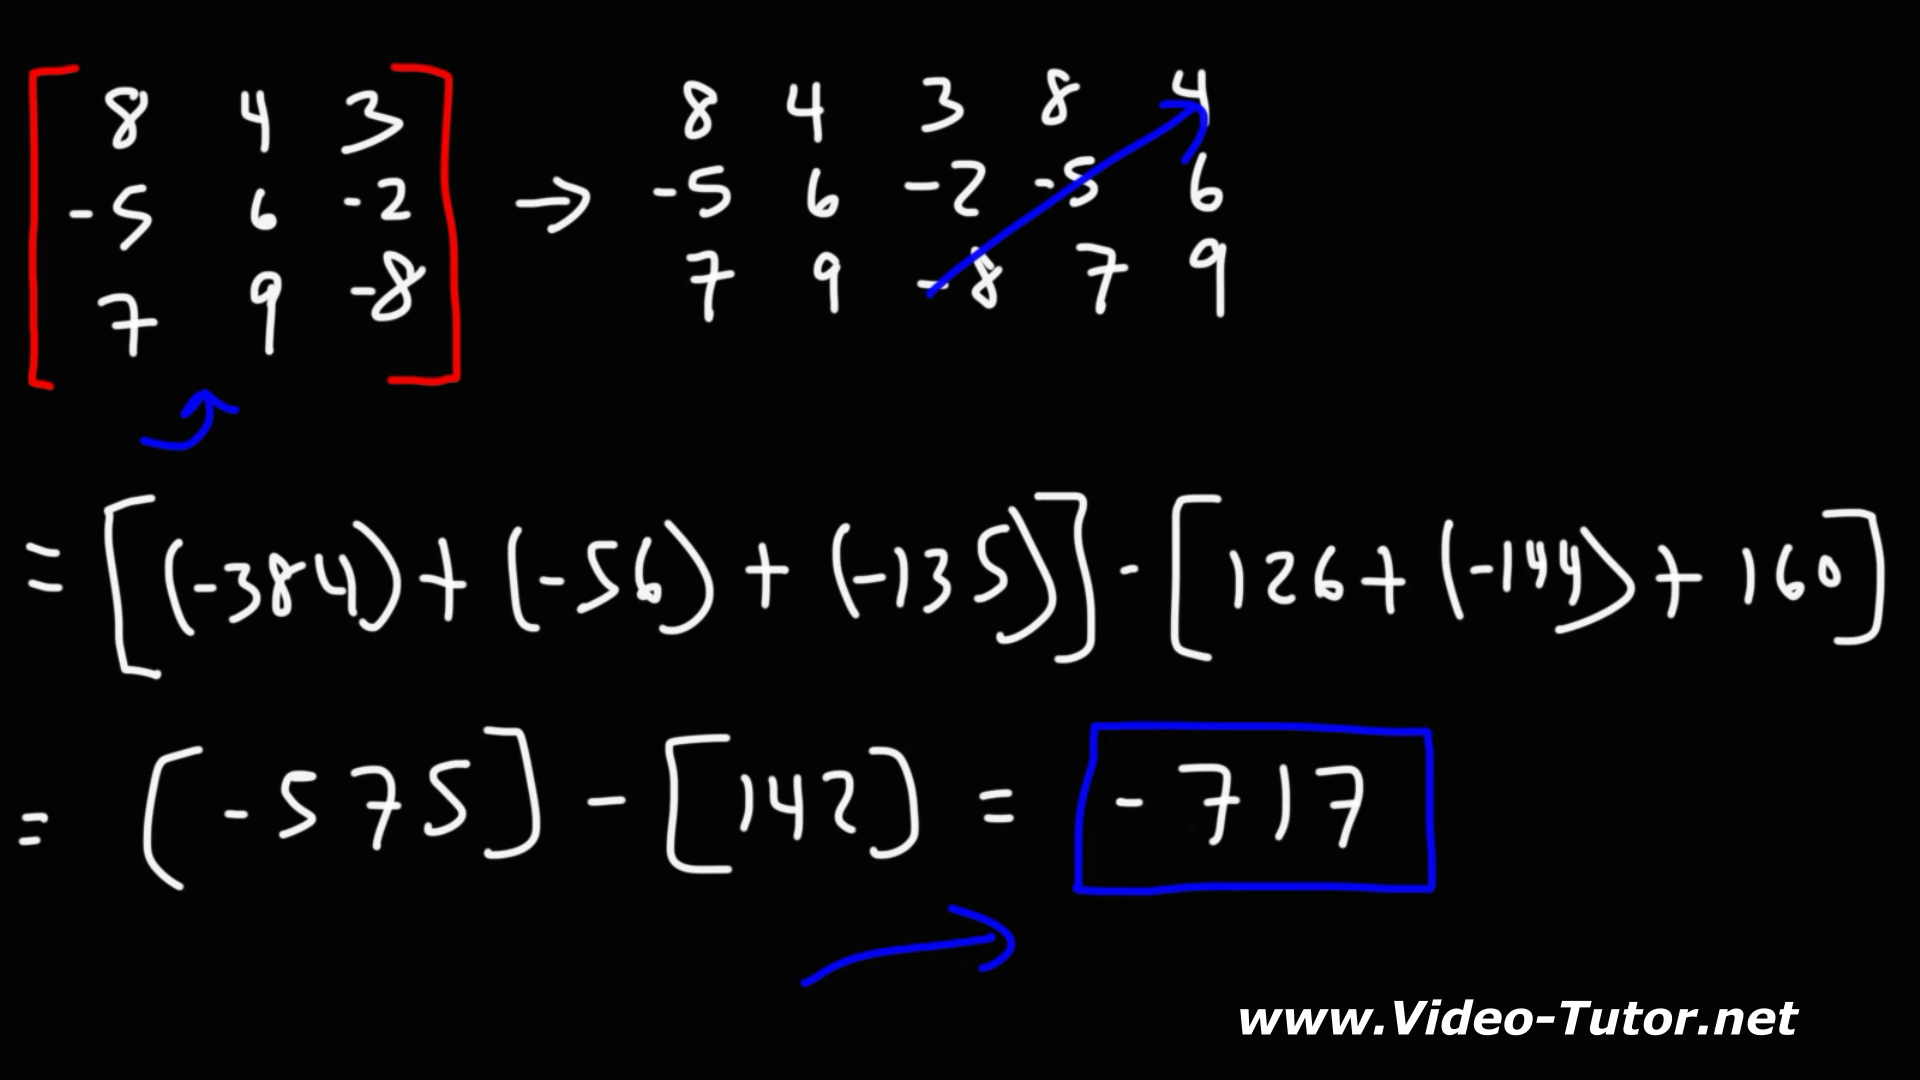 8 4 3 → 8 4 3 8 4
-5 6 -2 -5 6 -2 -5 6
7 9 -8 7 9 -8 7 9
= [(-384) + (-56) + (-135)] - [126 + (-144) + 160]
= [-575] - [142] = -717
www.Video-Tutor.net